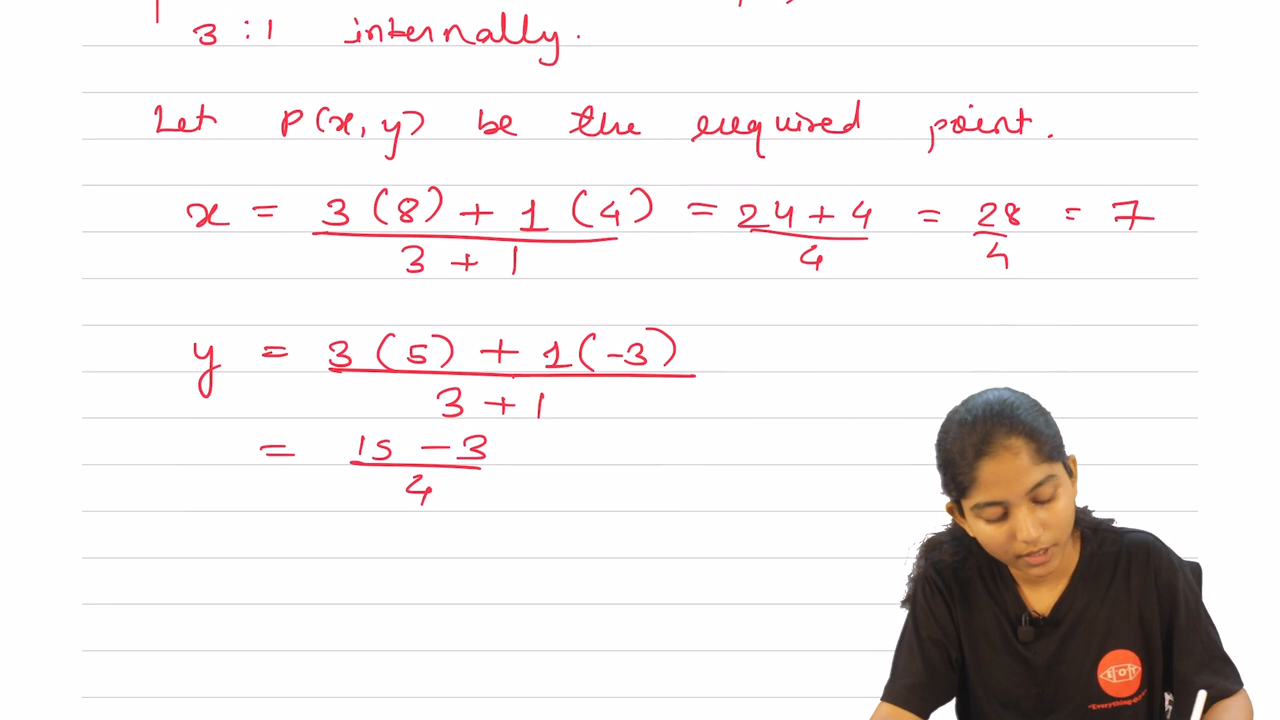 3 : 1 internally.
Let P(x, y) be the required point.
x = 3(8) + 1(4) / 3 + 1 = 24 + 4 / 4 = 28 / 4 = 7
y = 3(5) + 1(-3) / 3 + 1
= 15 - 3 / 4
EOT